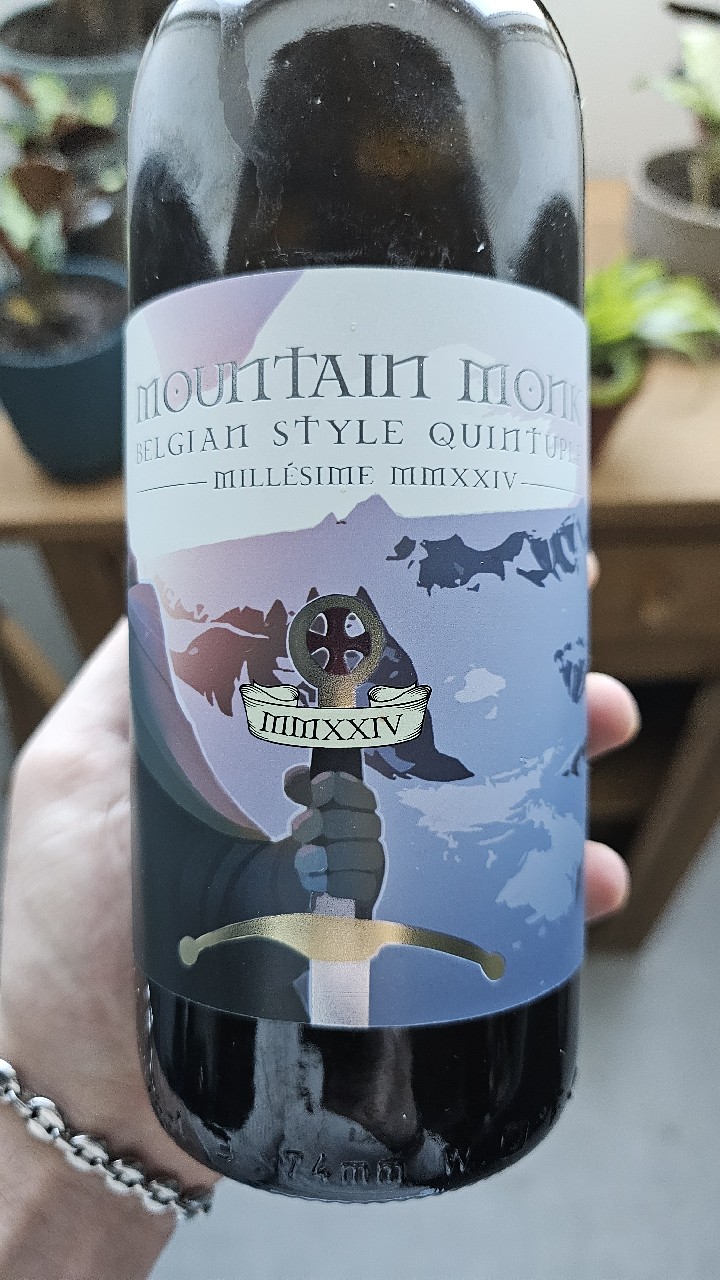 MOUNTAIN MONK
BELGIAN STYLE QUINTUPLE
MILLÉSIME MMXXIV
MMXXIV
74mm W